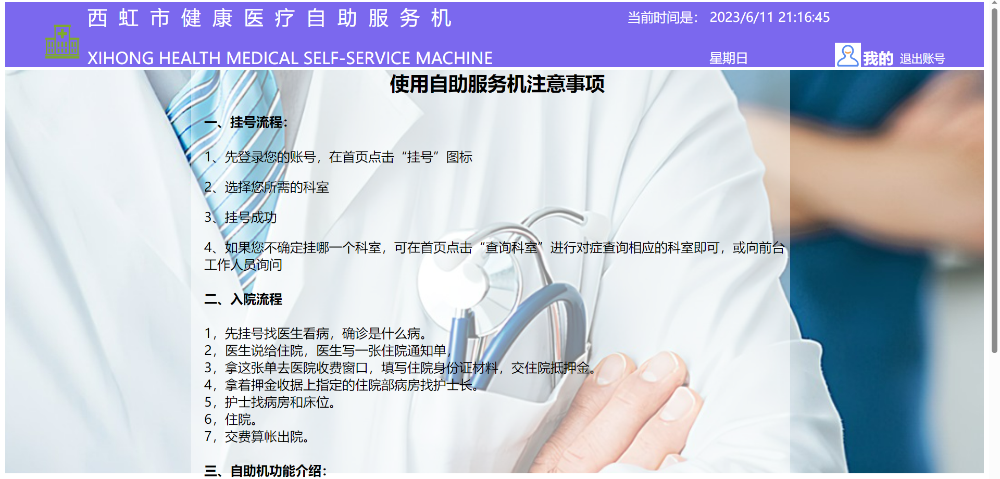 西虹市健康医疗自助服务机
当前时间是： 2023/6/11 21:16:45
XIHONG HEALTH MEDICAL SELF-SERVICE MACHINE
星期日
我的 退出账号
使用自助服务机注意事项
一、挂号流程：
1、先登录您的账号，在首页点击“挂号”图标
2、选择您所需的科室
3、挂号成功
4、如果您不确定挂哪一个科室，可在首页点击“查询科室”进行对症查询相应的科室即可，或向前台
工作人员询问
二、入院流程
1，先挂号找医生看病，确诊是什么病。
2，医生说给住院，医生写一张住院通知单，
3，拿这张单去医院收费窗口，填写住院身份证材料，交住院抵押金。
4，拿着押金收据上指定的住院部病房找护士长。
5，护士找病房和床位。
6，住院。
7，交费算帐出院。
三、自助机功能介绍：